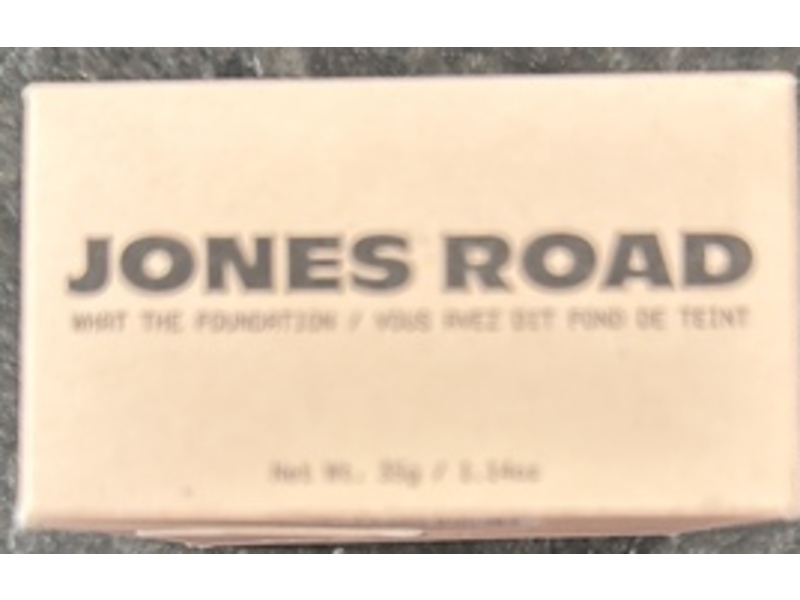 JONES ROAD
WHAT THE FOUNDATION / VOUS AVEZ DIT FOND DE TEINT
Net Wt. 35g / 1.14oz